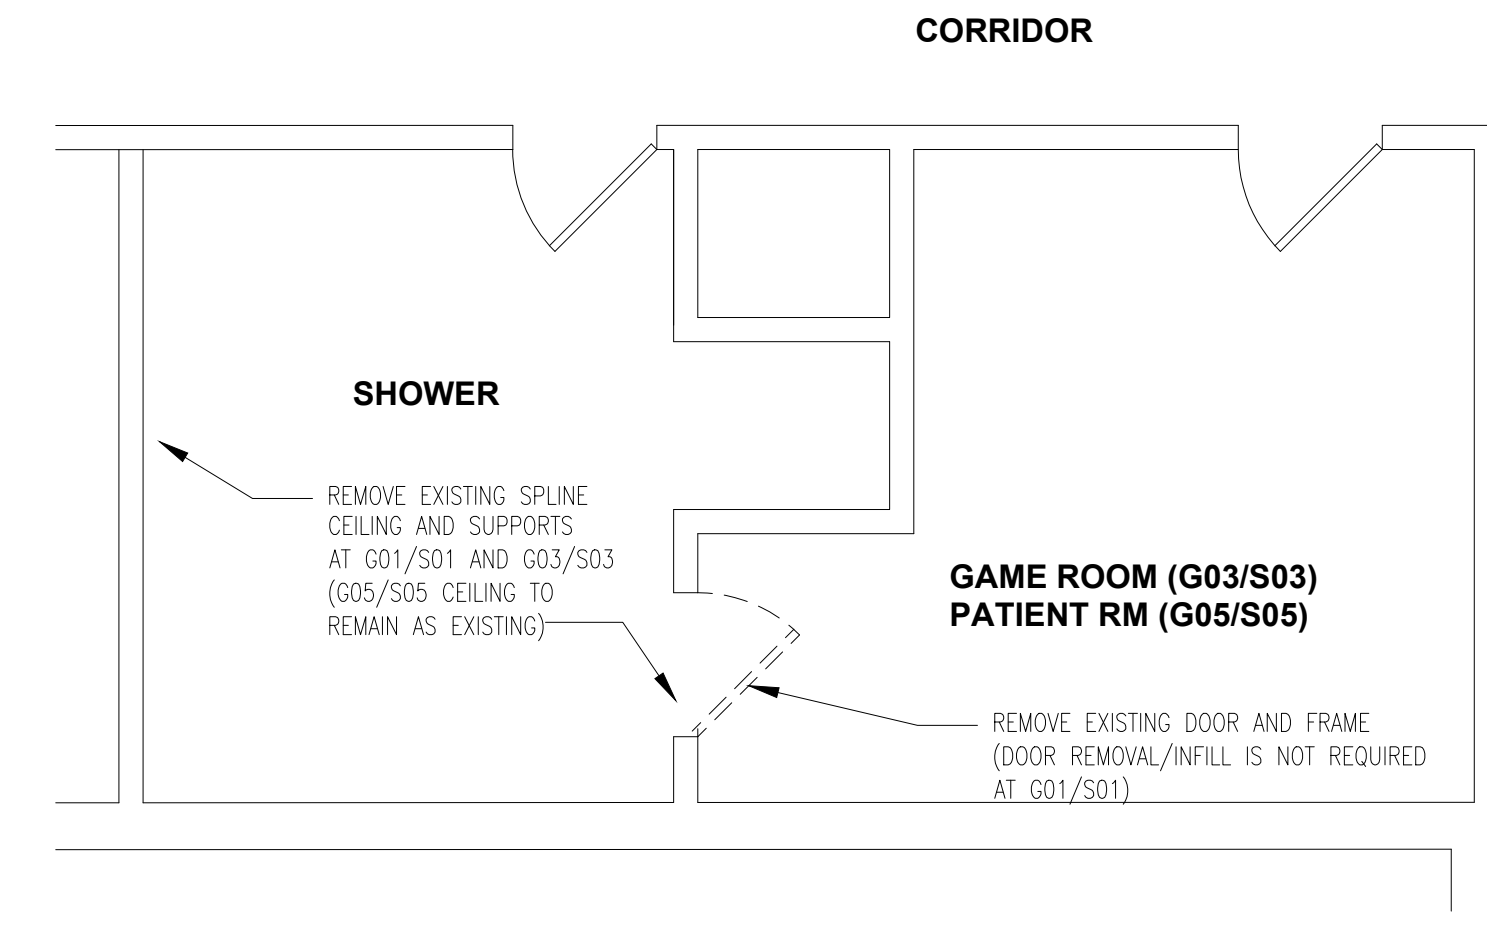 CORRIDOR
SHOWER
REMOVE EXISTING SPLINE
CEILING AND SUPPORTS
AT G01/S01 AND G03/S03
(G05/S05 CEILING TO
REMAIN AS EXISTING)
GAME ROOM (G03/S03)
PATIENT RM (G05/S05)
REMOVE EXISTING DOOR AND FRAME
(DOOR REMOVAL/INFILL IS NOT REQUIRED
AT G01/S01)